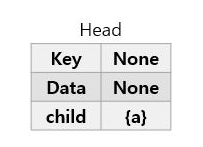 Head
Key None
Data None
child {a}